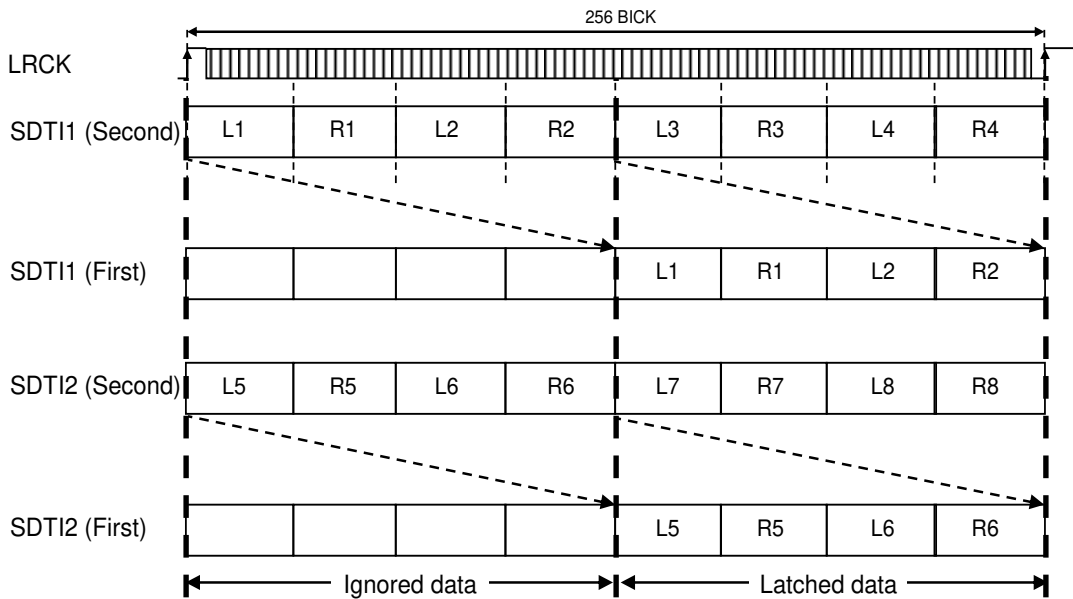 256 BICK
LRCK
SDTI1 (Second) L1 R1 L2 R2 L3 R3 L4 R4
SDTI1 (First) L1 R1 L2 R2
SDTI2 (Second) L5 R5 L6 R6 L7 R7 L8 R8
SDTI2 (First) L5 R5 L6 R6
Ignored data Latched data